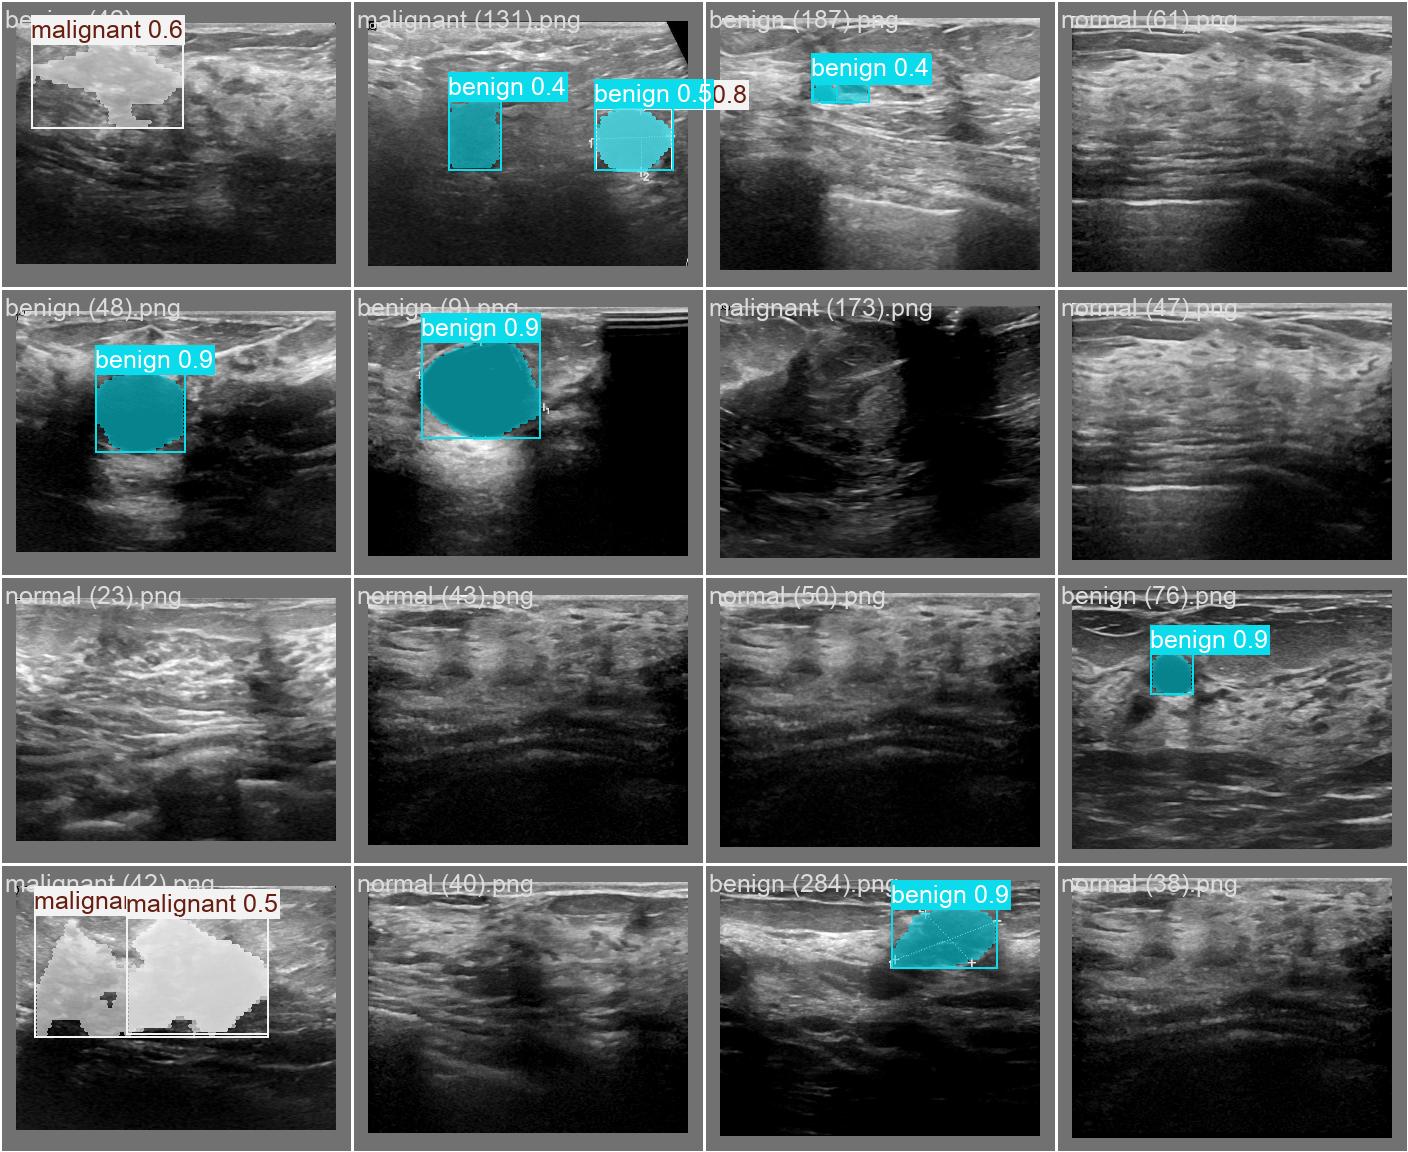 malignant 0.6
malignant (131).png
benign 0.4
benign 0.5
0.8
benign (187).png
benign 0.4
normal (61).png
benign (48).png
benign 0.9
benign (9).png
benign 0.9
malignant (173).png
normal (47).png
normal (23).png
normal (43).png
normal (50).png
benign (76).png
benign 0.9
malignant (42).png
malignant 0.5
normal (40).png
benign (284).png
benign 0.9
normal (38).png